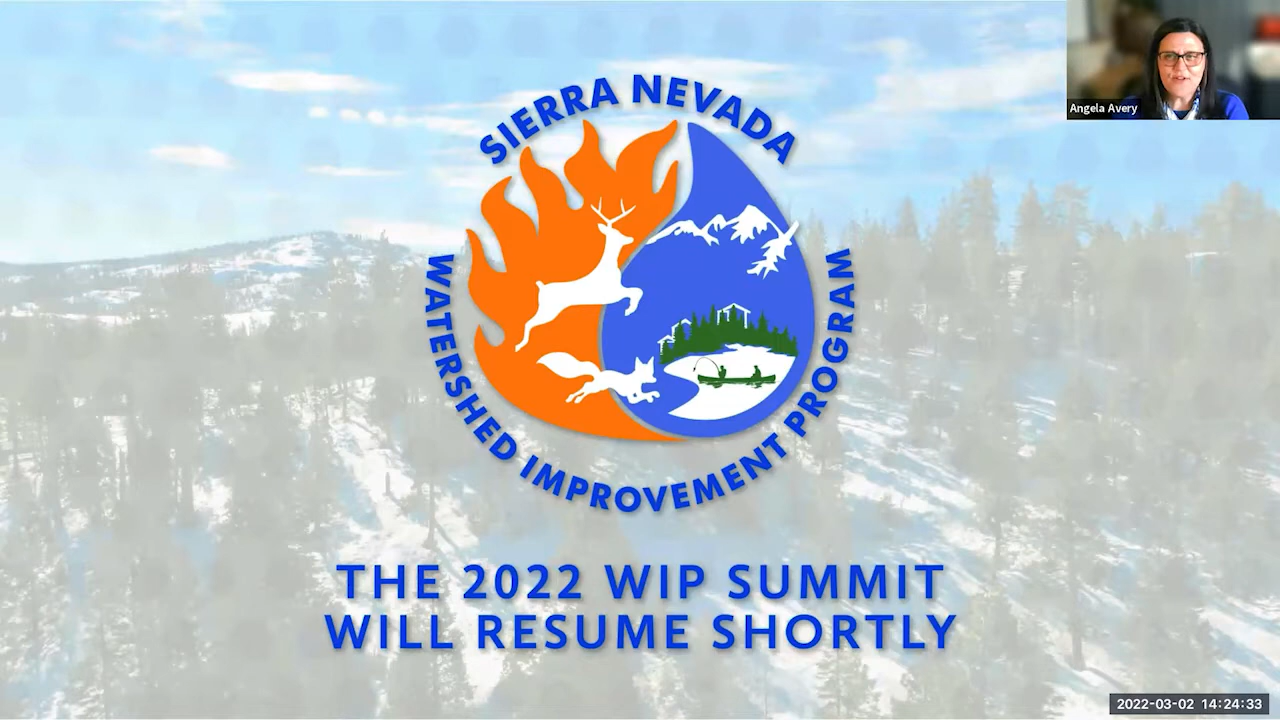 SIERRA NEVADA
WATERSHED IMPROVEMENT PROGRAM
Angela Avery
THE 2022 WIP SUMMIT
WILL RESUME SHORTLY
2022-03-02 14:24:33